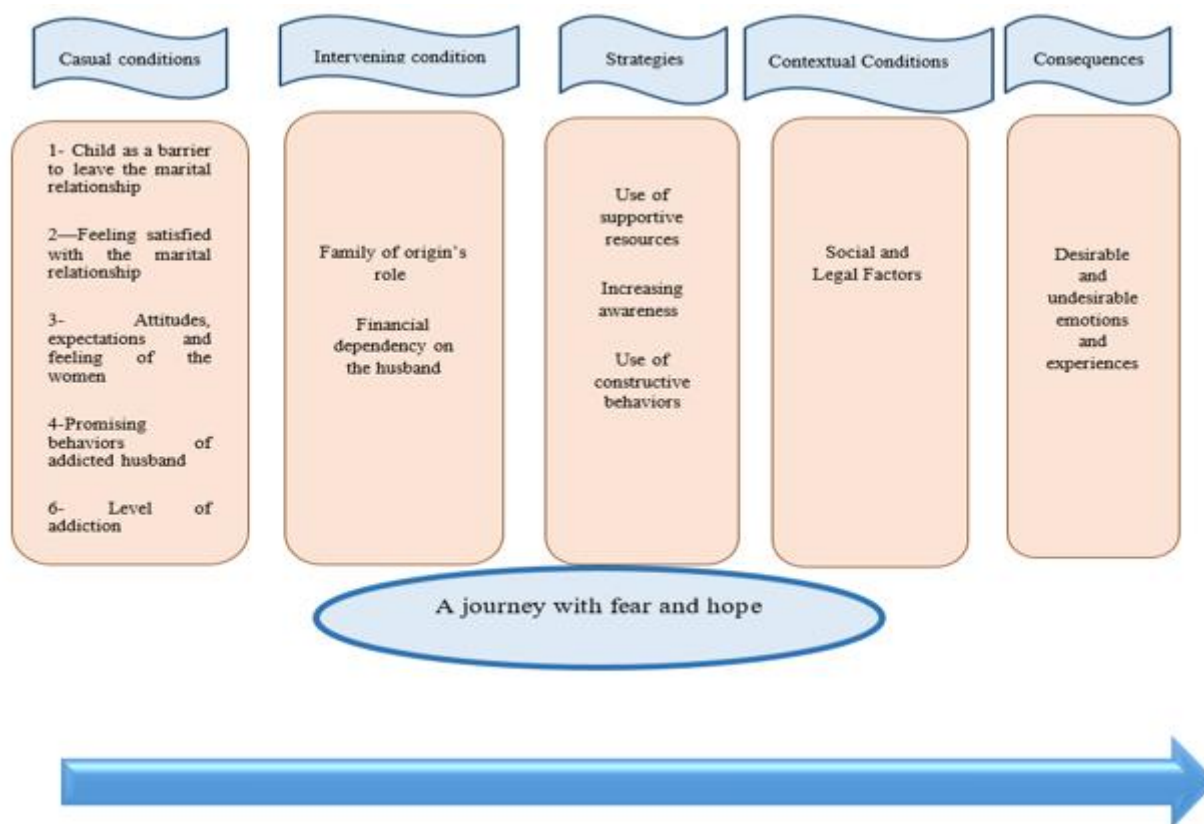 Casual conditions
Intervening condition
Strategies
Contextual Conditions
Consequences
1- Child as a barrier
to leave the marital
relationship
2—Feeling satisfied
with the marital
relationship
3- Attitudes,
expectations and
feeling of the
women
4-Promising
behaviors of
addicted husband
6- Level of
addiction
Family of origin's
role
Financial
dependency on
the husband
Use of
supportive
resources
Increasing
awareness
Use of
constructive
behaviors
Social and
Legal Factors
Desirable
and
undesirable
emotions
and
experiences
A journey with fear and hope